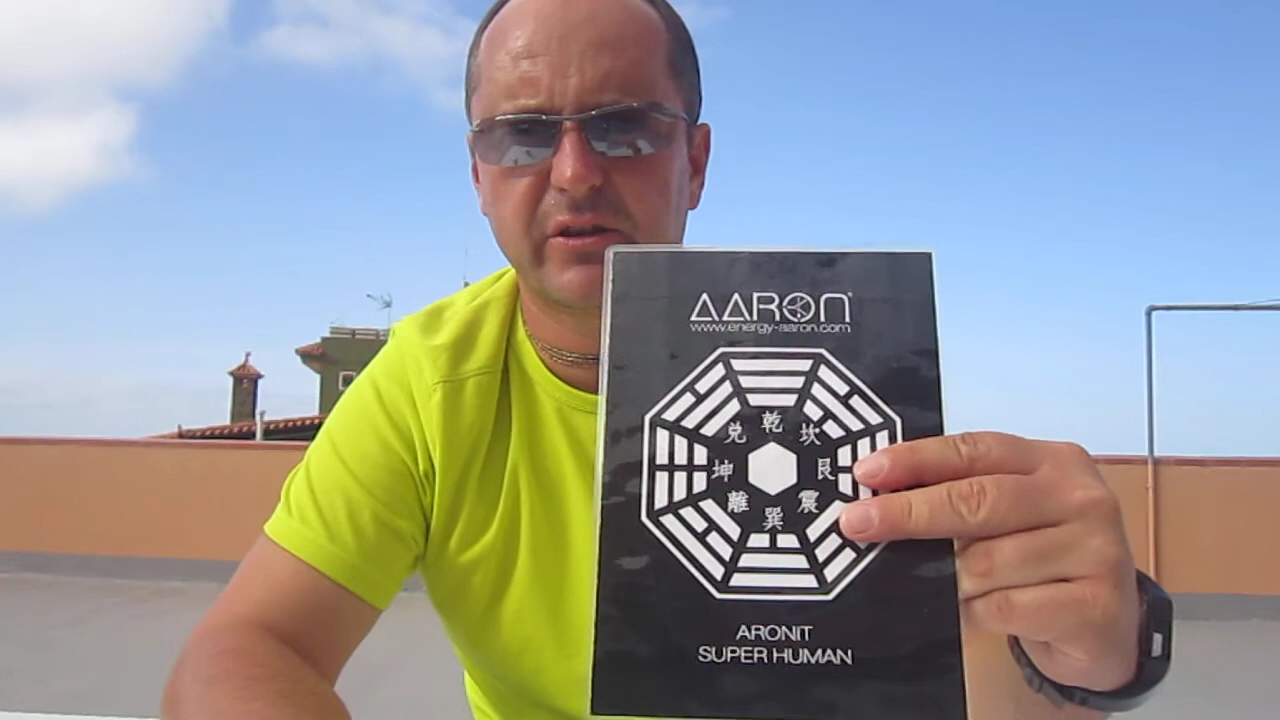 AARON
www.energy-aaron.com
乾
兑 坎
坤 艮
離 震
巽
ARONIT
SUPER HUMAN